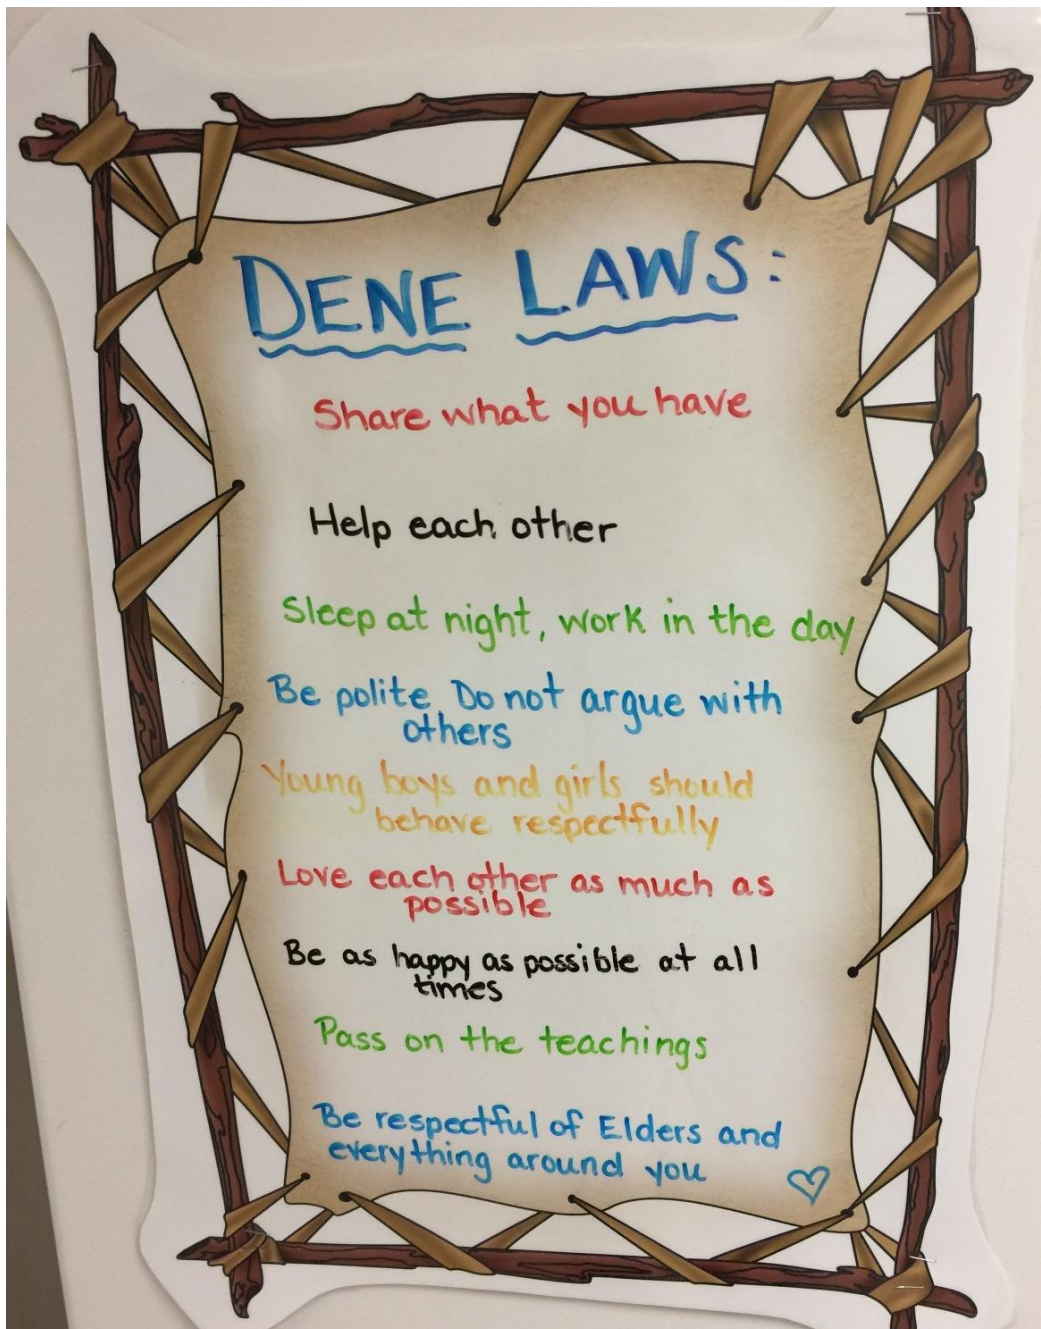 DENE LAWS:
Share what you have
Help each other
Sleep at night, work in the day
Be polite. Do not argue with
others
Young boys and girls should
behave respectfully
Love each other as much as
possible
Be as happy as possible at all
times
Pass on the teachings
Be respectful of Elders and
everything around you